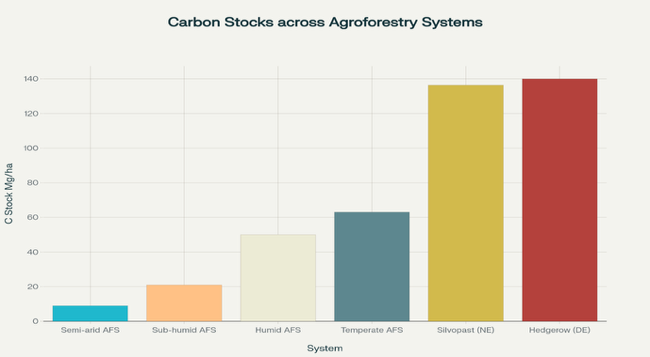 Carbon Stocks across Agroforestry Systems
C Stock Mg/ha
140
120
100
80
60
40
20
0
Semi-arid AFS
Sub-humid AFS
Humid AFS
Temperate AFS
Silvopast (NE)
Hedgerow (DE)
System